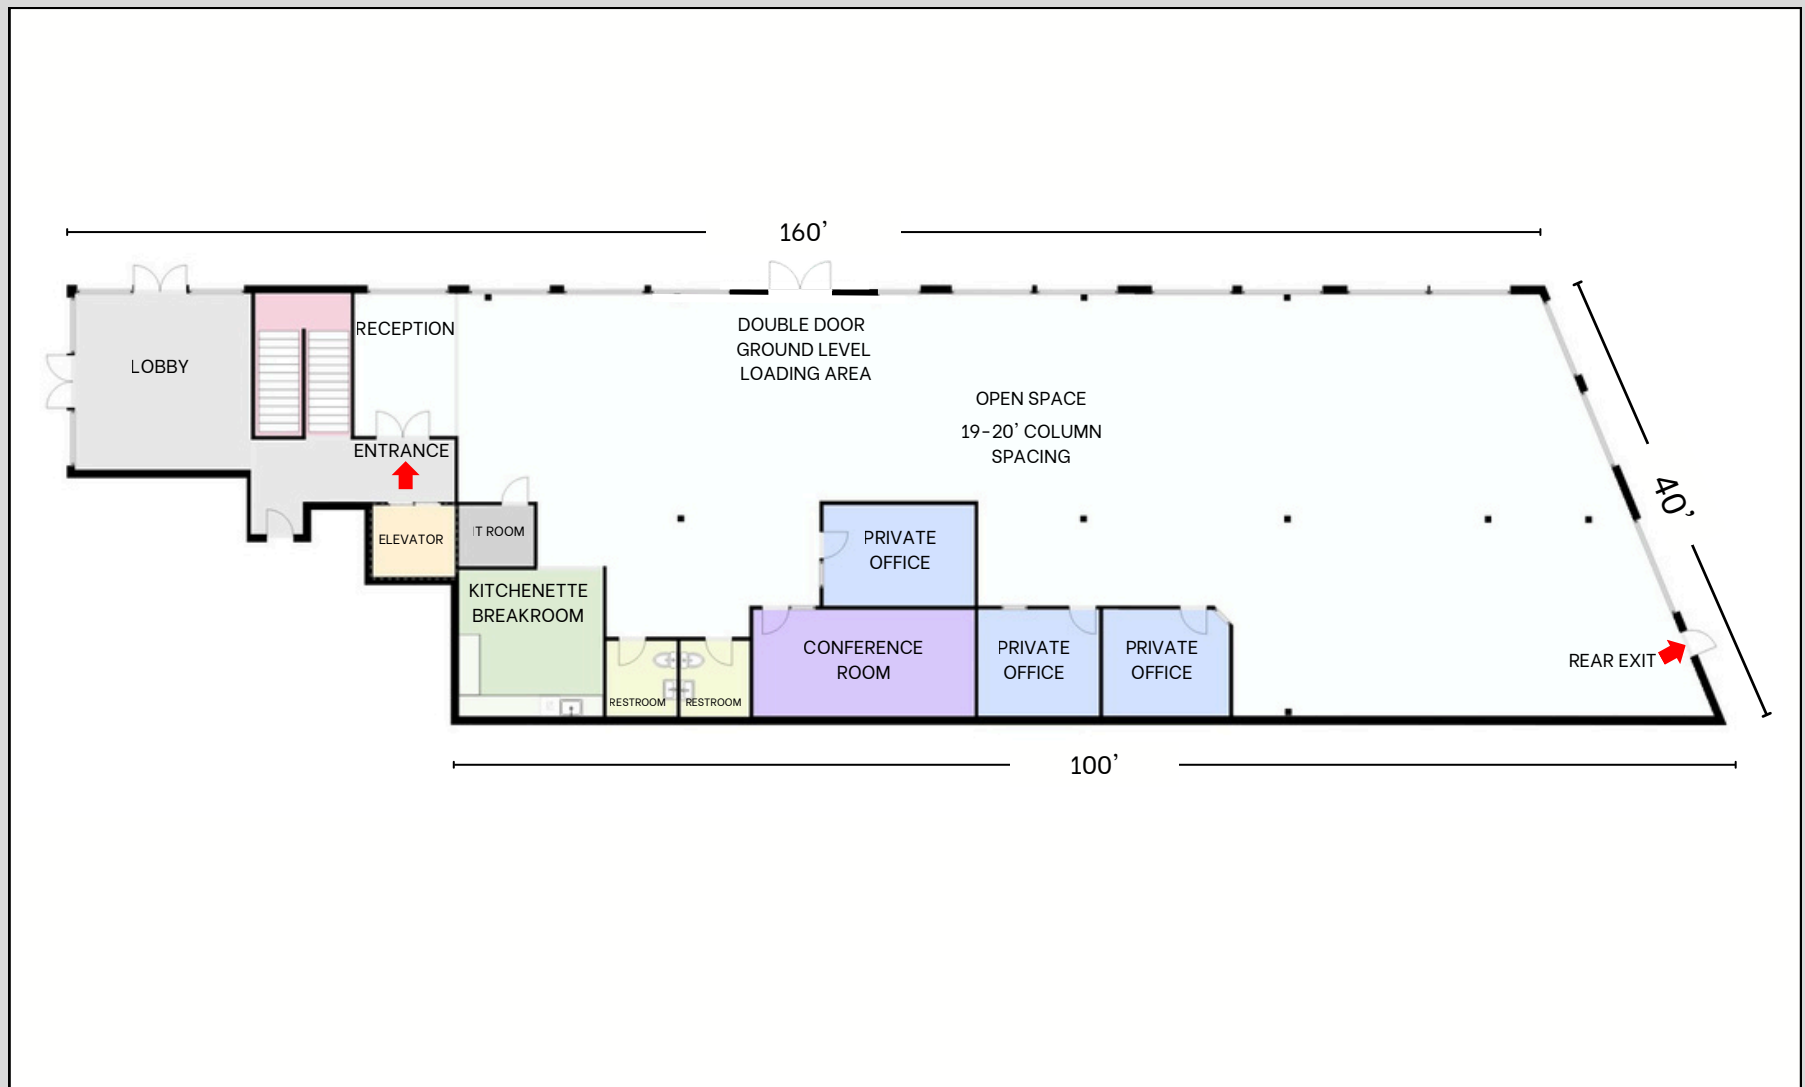 160’
RECEPTION
LOBBY
DOUBLE DOOR
GROUND LEVEL
LOADING AREA
OPEN SPACE
19-20’ COLUMN
SPACING
ENTRANCE
40’
ELEVATOR
IT ROOM
PRIVATE
OFFICE
KITCHENETTE
BREAKROOM
CONFERENCE
ROOM
PRIVATE
OFFICE
PRIVATE
OFFICE
REAR EXIT
RESTROOM
RESTROOM
100’